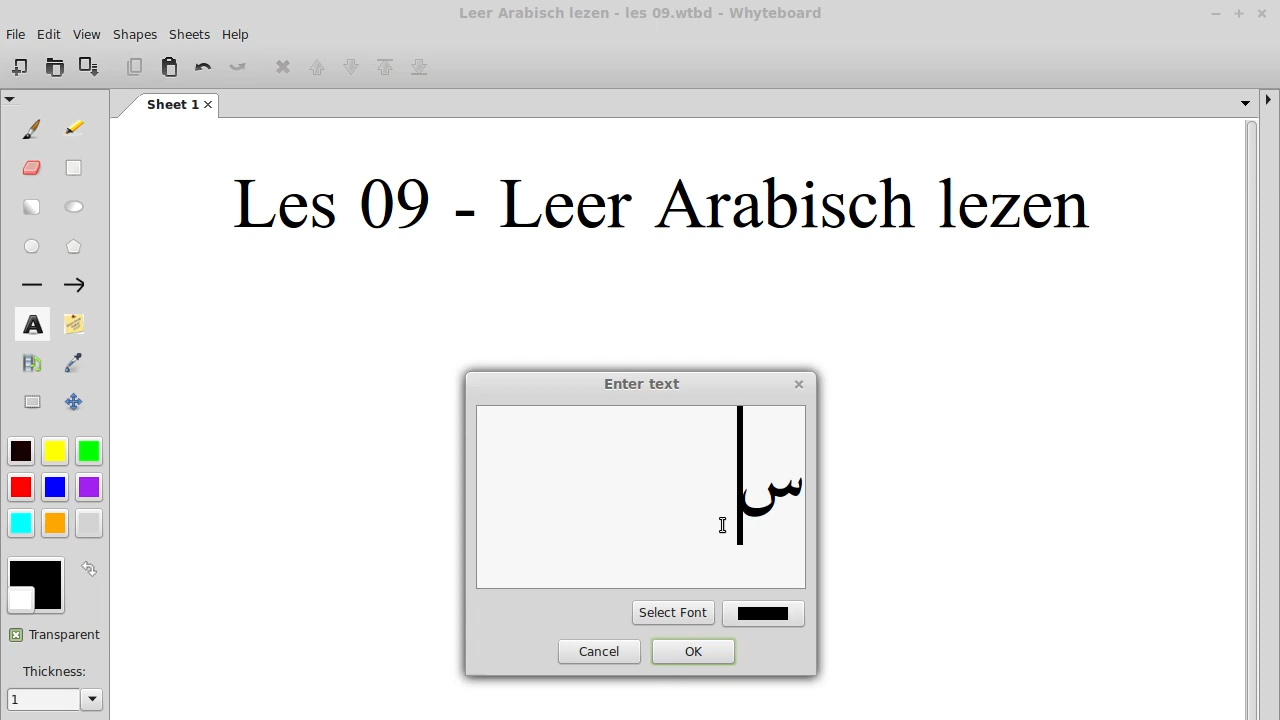 Leer Arabisch lezen - les 09.wtbd - Whyteboard
File Edit View Shapes Sheets Help
Sheet 1
Les 09 - Leer Arabisch lezen
Enter text
س
Select Font
Cancel OK
Transparent
Thickness:
1